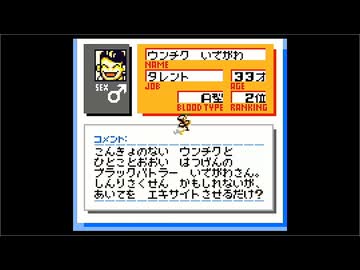 ウンチク いでがわ
NAME
タレント 33才
JOB AGE
SEX ♂ A型 2位
BLOOD TYPE RANKING
コメント:
こんきょのない ウンチクと
ひとことおおい はつげんの
ブラックバトラー いでがわさん。
しんりさくせん かもしれないが、
あいてを エキサイトさせるだけ?